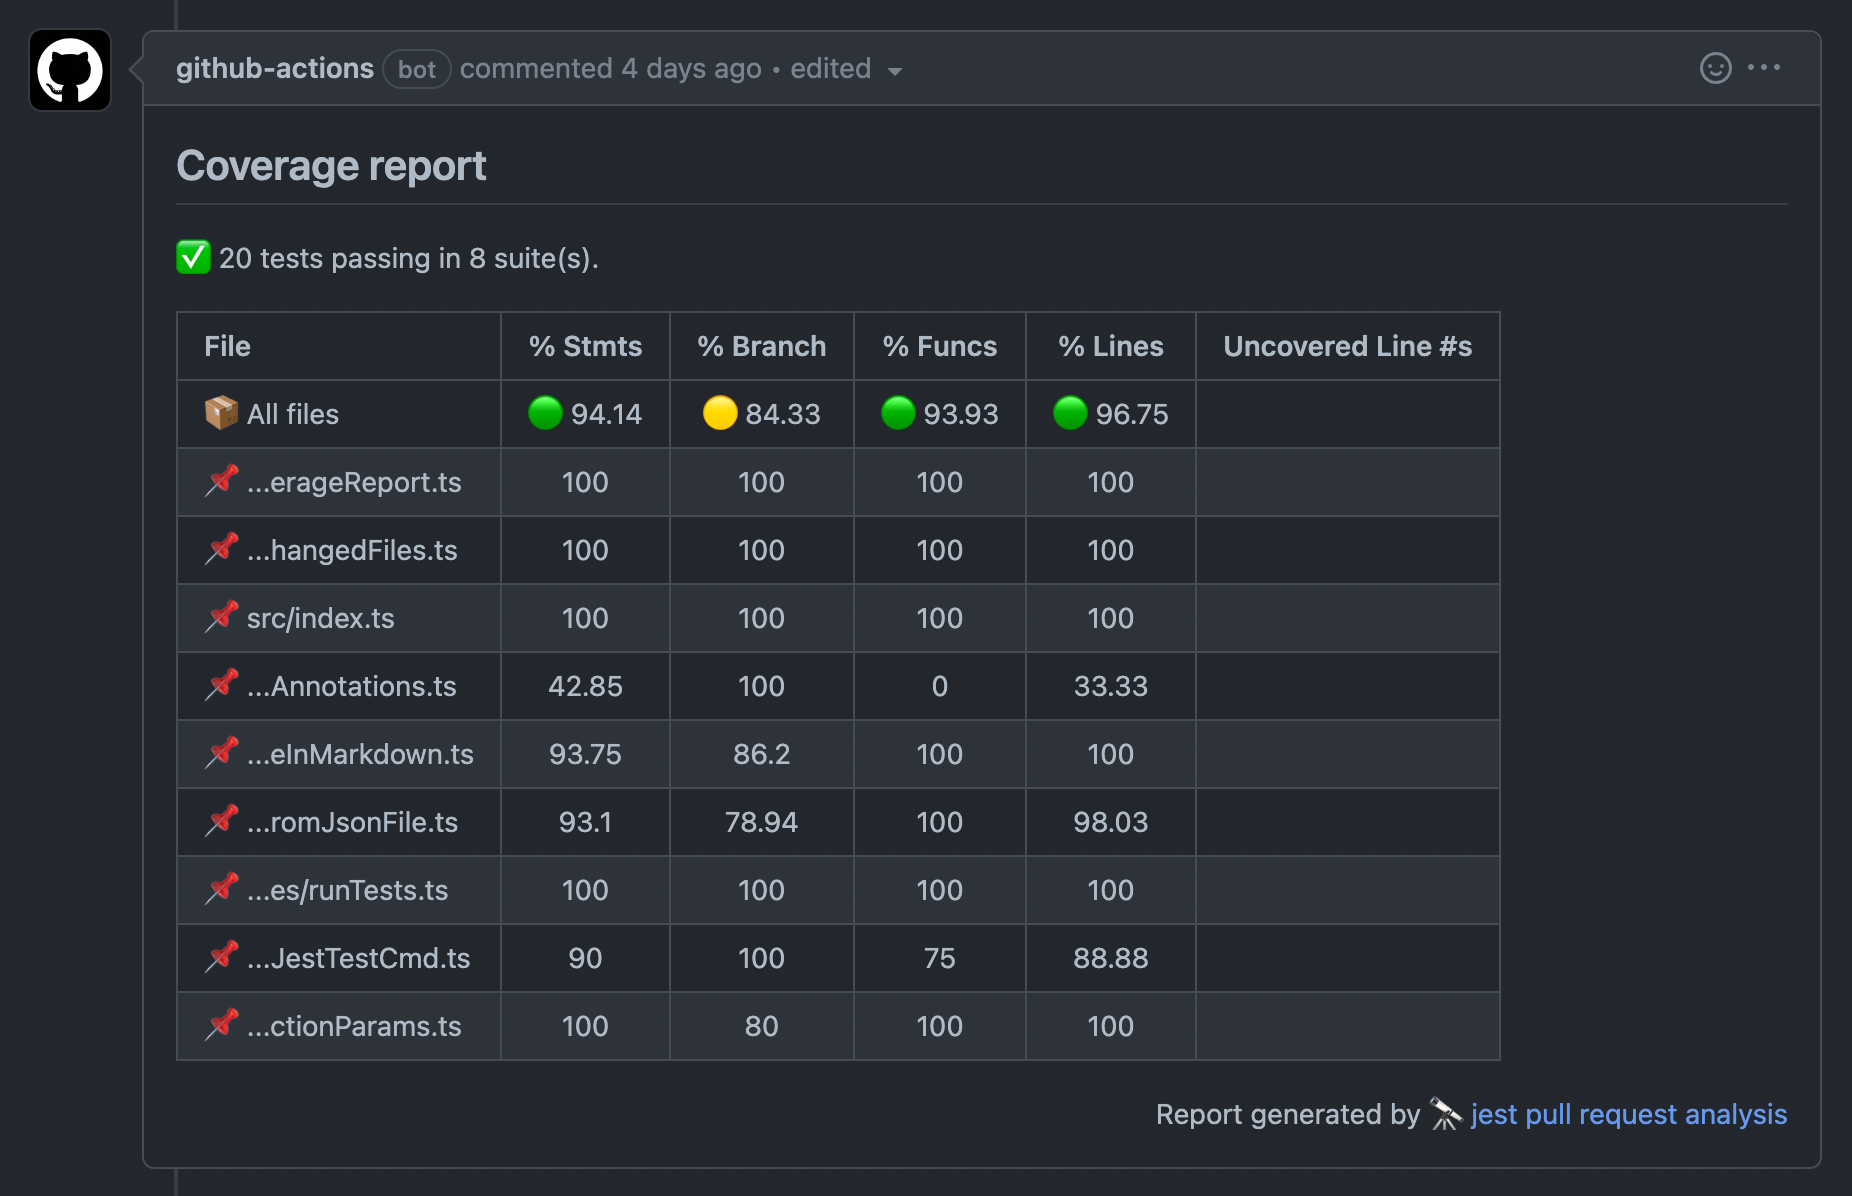 github-actions bot commented 4 days ago • edited
Coverage report
✅ 20 tests passing in 8 suite(s).
File % Stmts % Branch % Funcs % Lines Uncovered Line #s
📦 All files 🟢 94.14 🟡 84.33 🟢 93.93 🟢 96.75
📌 ...erageReport.ts 100 100 100 100
📌 ...hangedFiles.ts 100 100 100 100
📌 src/index.ts 100 100 100 100
📌 ...Annotations.ts 42.85 100 0 33.33
📌 ...eInMarkdown.ts 93.75 86.2 100 100
📌 ...romJsonFile.ts 93.1 78.94 100 98.03
📌 ...es/runTests.ts 100 100 100 100
📌 ...JestTestCmd.ts 90 100 75 88.88
📌 ...ctionParams.ts 100 80 100 100
Report generated by 🔭 jest pull request analysis